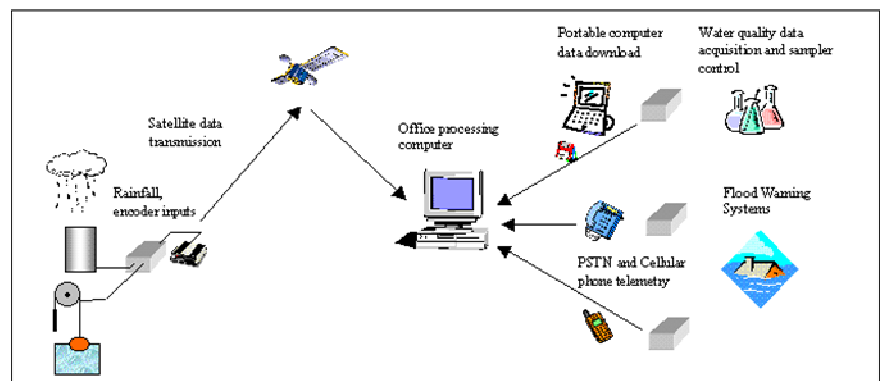 Portable computer
data download
Water quality data
acquisition and sampler
control
Satellite data
transmission
Office processing
computer
Rainfall,
encoder inputs
Flood Warning
Systems
PSTN and Cellular
phone telemetry